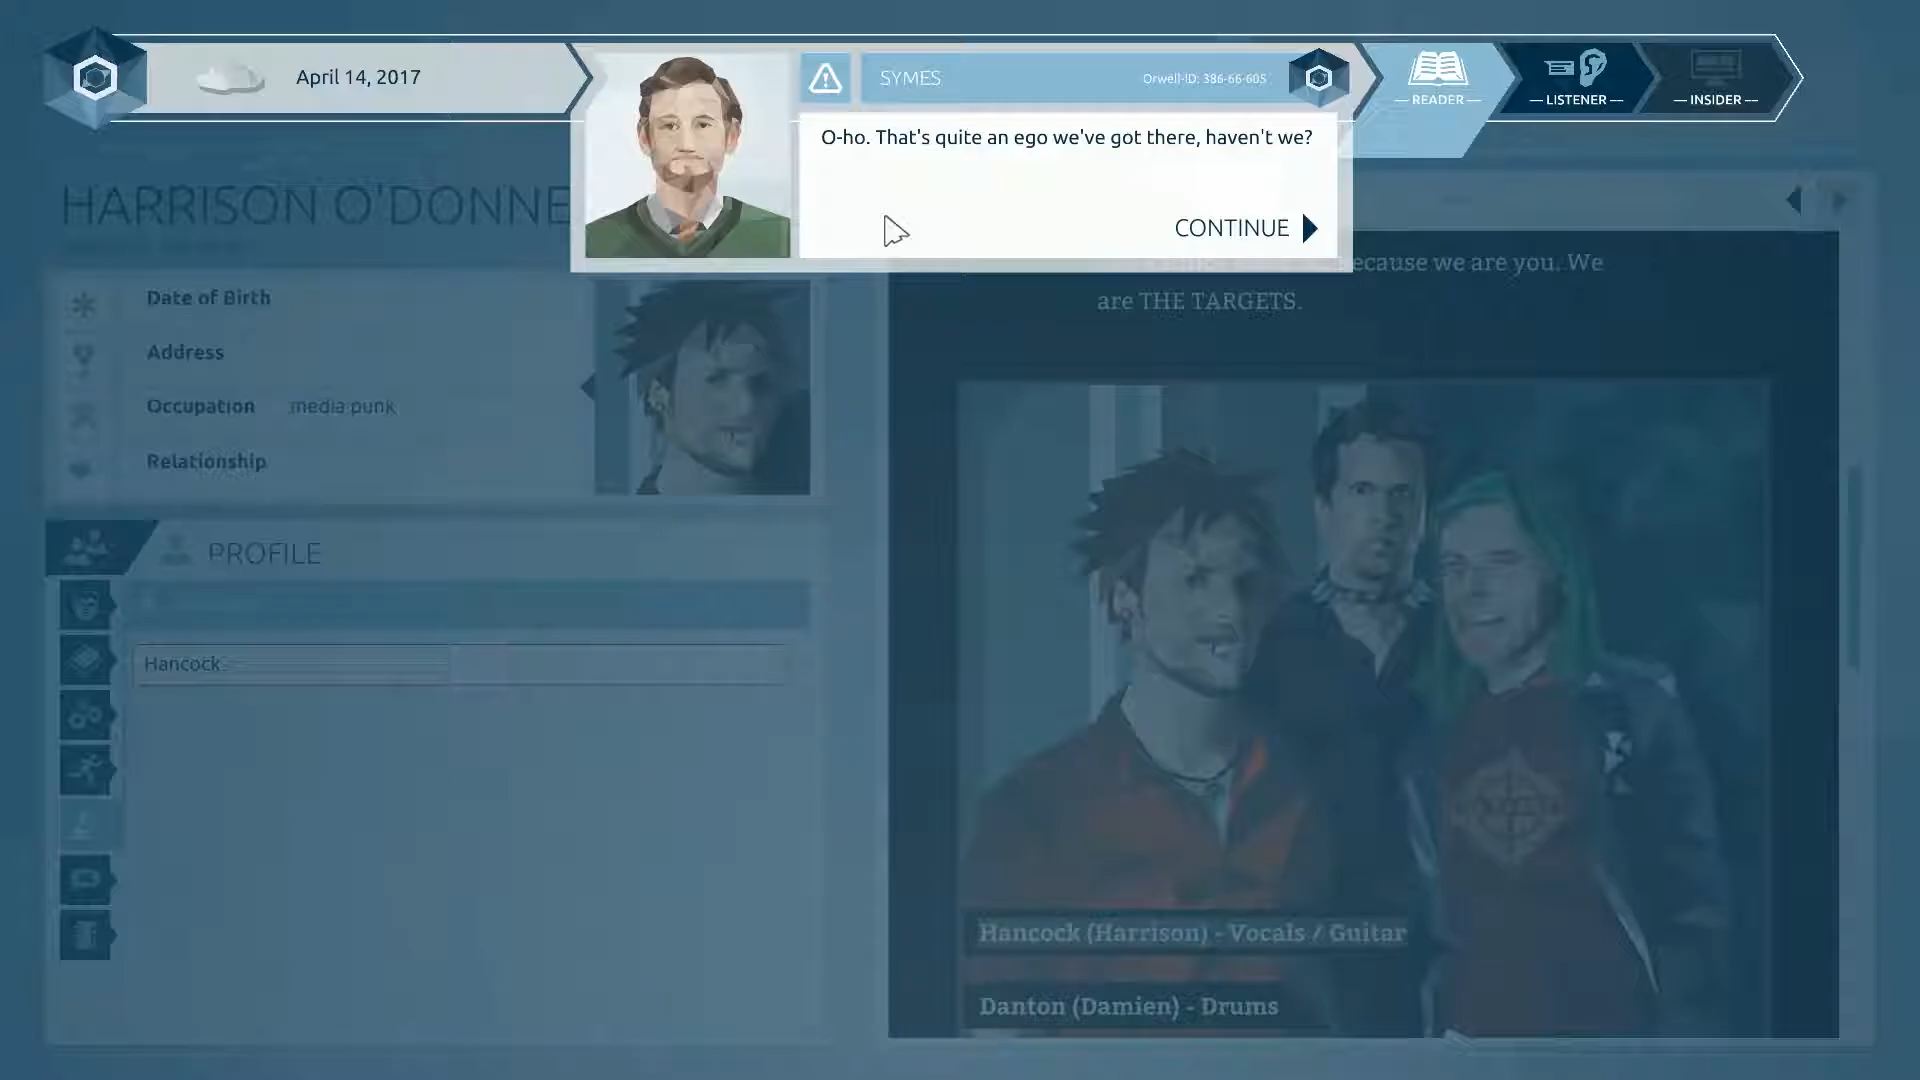 April 14, 2017
SYMES
Orwell-ID: 386-66-605
O-ho. That's quite an ego we've got there, haven't we?
CONTINUE
READER
LISTENER
INSIDER
HARRISON O'DONNE
Date of Birth
Address
Occupation media punk
Relationship
PROFILE
Hancock
ecause we are you. We
are THE TARGETS.
Hancock (Harrison) - Vocals / Guitar
Danton (Damien) - Drums